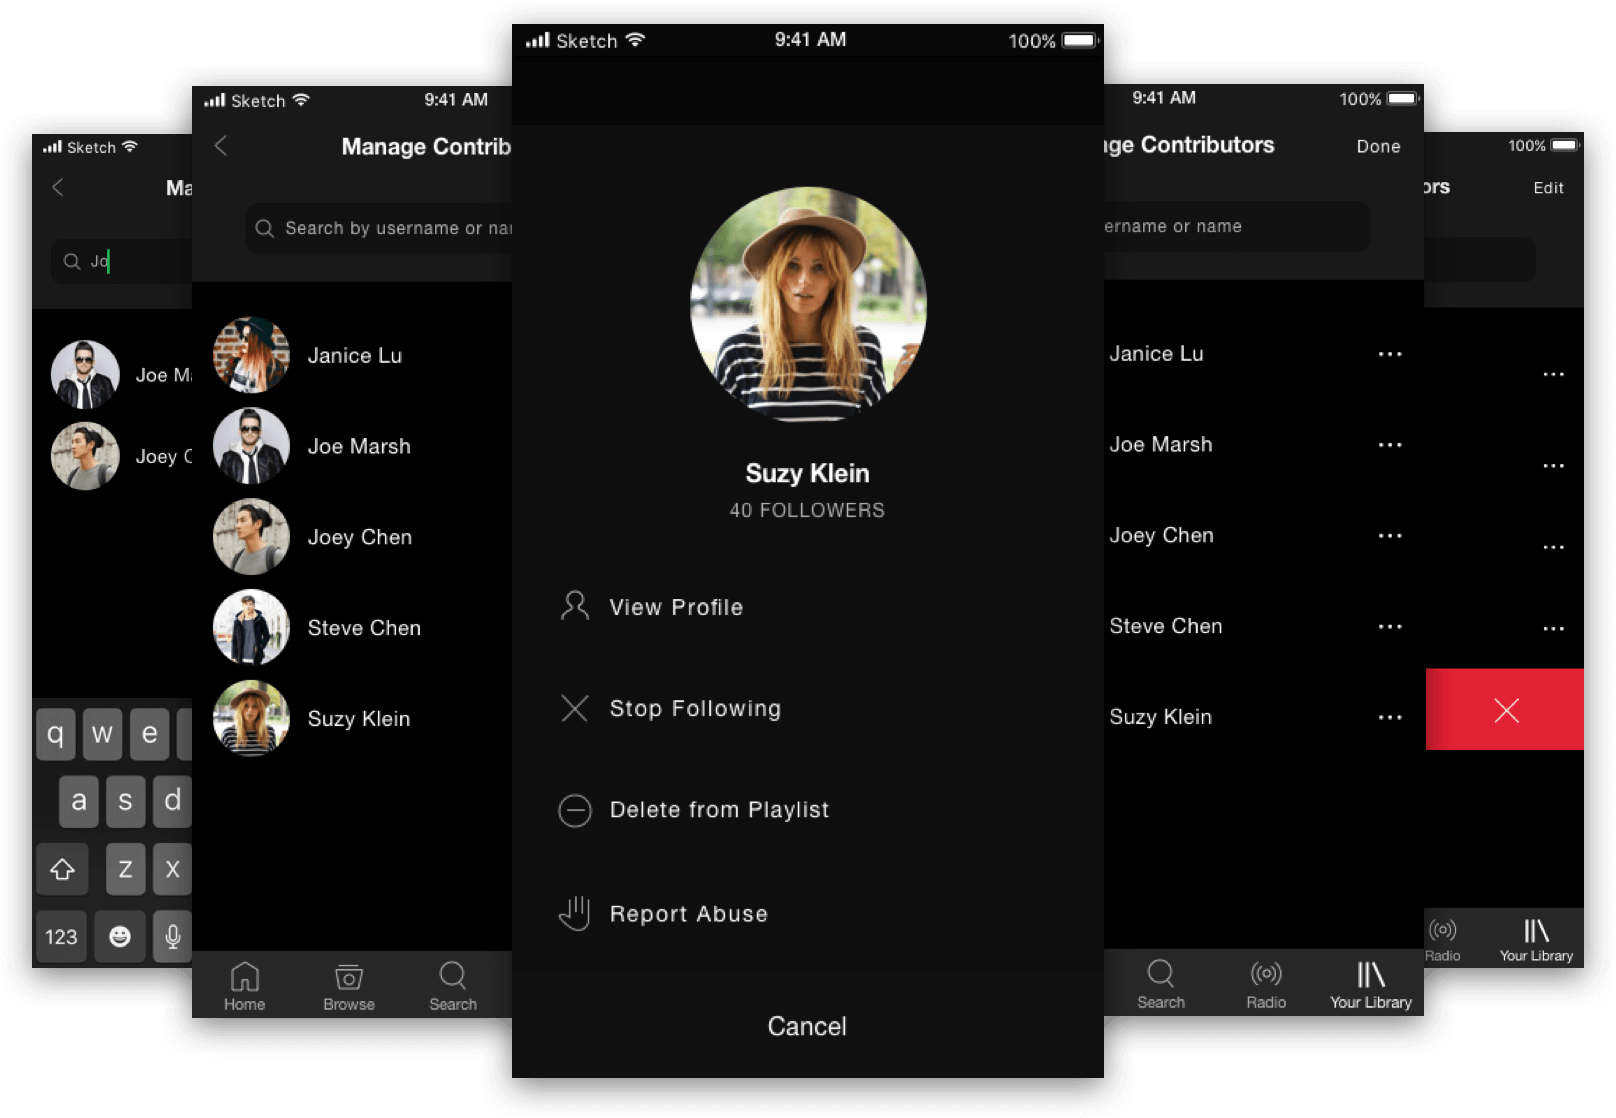 Sketch
Jo
q w e
a s d
z x
123
Sketch 9:41 AM
Manage Contrib
Search by username or
Janice Lu
Joe Marsh
Joey Chen
Steve Chen
Suzy Klein
Home Browse Search
Joe
Joey
Sketch 9:41 AM 100%
Suzy Klein
40 FOLLOWERS
View Profile
Stop Following
Delete from Playlist
Report Abuse
Cancel
9:41 AM 100%
ge Contributors Done
ername or name
Janice Lu
Joe Marsh
Joey Chen
Steve Chen
Suzy Klein
Search Radio Your Library
100%
ors Edit
Radio Your Library